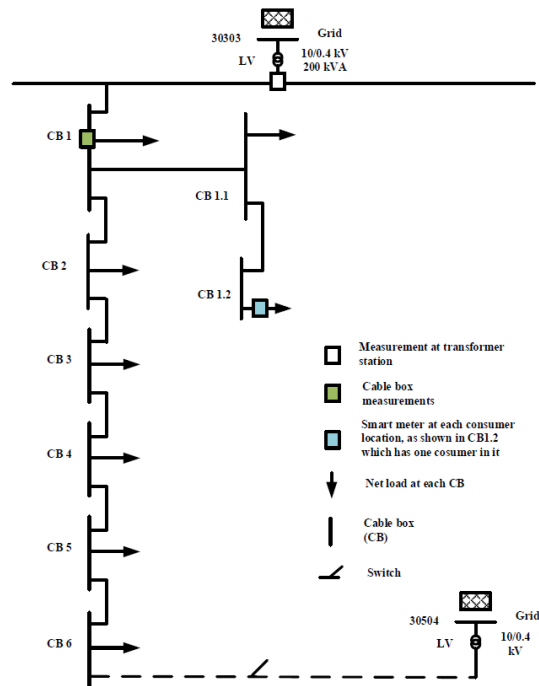 30303
Grid
LV
10/0.4 kV
200 kVA
CB 1
CB 1.1
CB 2
CB 1.2
CB 3
CB 4
CB 5
CB 6
Measurement at transformer
station
Cable box
measurements
Smart meter at each consumer
location, as shown in CB1.2
which has one cosumer in it
Net load at each CB
Cable box
(CB)
Switch
30504
Grid
LV
10/0.4
kV